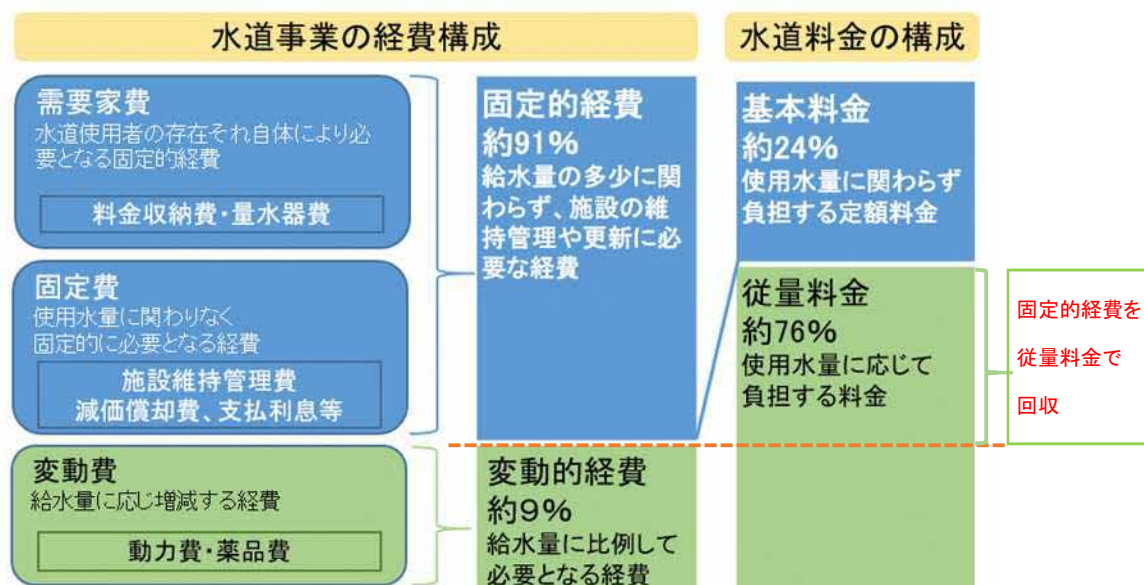 水道事業の経費構成
水道料金の構成
需要家費
水道使用者の存在それ自体により必
要となる固定的経費
料金収納費・量水器費
固定費
使用水量に関わりなく
固定的に必要となる経費
施設維持管理費
減価償却費、支払利息等
変動費
給水量に応じ増減する経費
動力費・薬品費
固定的経費
約91%
給水量の多少に関
わらず、施設の維
持管理や更新に必
要な経費
変動的経費
約9%
給水量に比例して
必要となる経費
基本料金
約24%
使用水量に関わらず
負担する定額料金
従量料金
約76%
使用水量に応じて
負担する料金
固定的経費を
従量料金で
回収